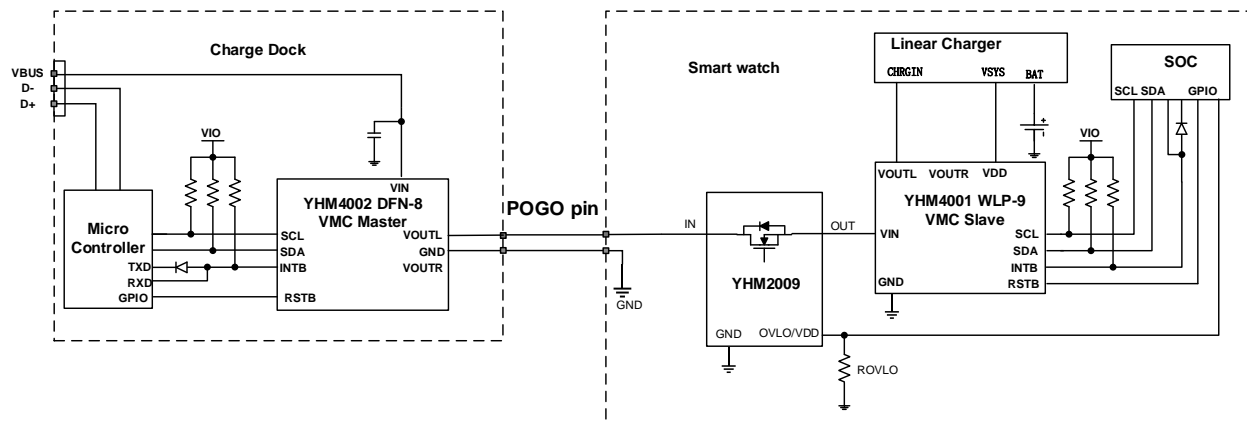 Charge Dock
VBUS
D-
D+
VIO
Micro
Controller
TXD
RXD
GPIO
VIN
YHM4002 DFN-8
VMC Master
SCL
SDA
INTB
RSTB
VOUTL
GND
VOUTR
POGO pin
GND
Smart watch
IN
OUT
YHM2009
GND
OVLO/VDD
ROVLO
Linear Charger
CHRGIN
VSYS
BAT
VOUTL
VOUTR
VDD
YHM4001 WLP-9
VMC Slave
VIN
GND
SCL
SDA
INTB
RSTB
VIO
SOC
SCL SDA
GPIO